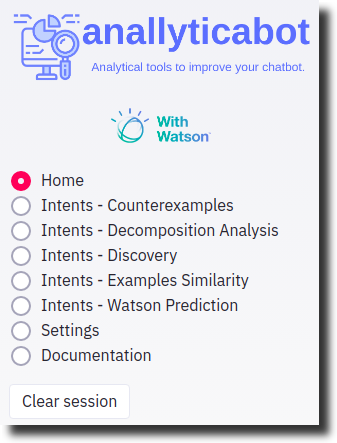 anallyticabot
Analytical tools to improve your chatbot.
With
Watson™
Home
Intents - Counterexamples
Intents - Decomposition Analysis
Intents - Discovery
Intents - Examples Similarity
Intents - Watson Prediction
Settings
Documentation
Clear session